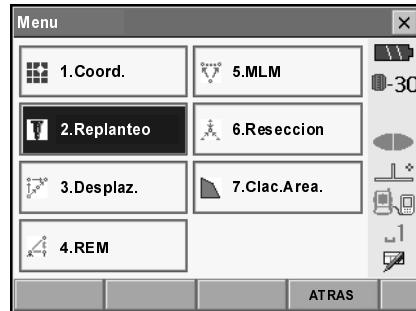 Menu
1.Coord.
5.MLM
2.Replanteo
6.Reseccion
3.Desplaz.
7.Clac.Area.
4.REM
-30
1
ATRAS